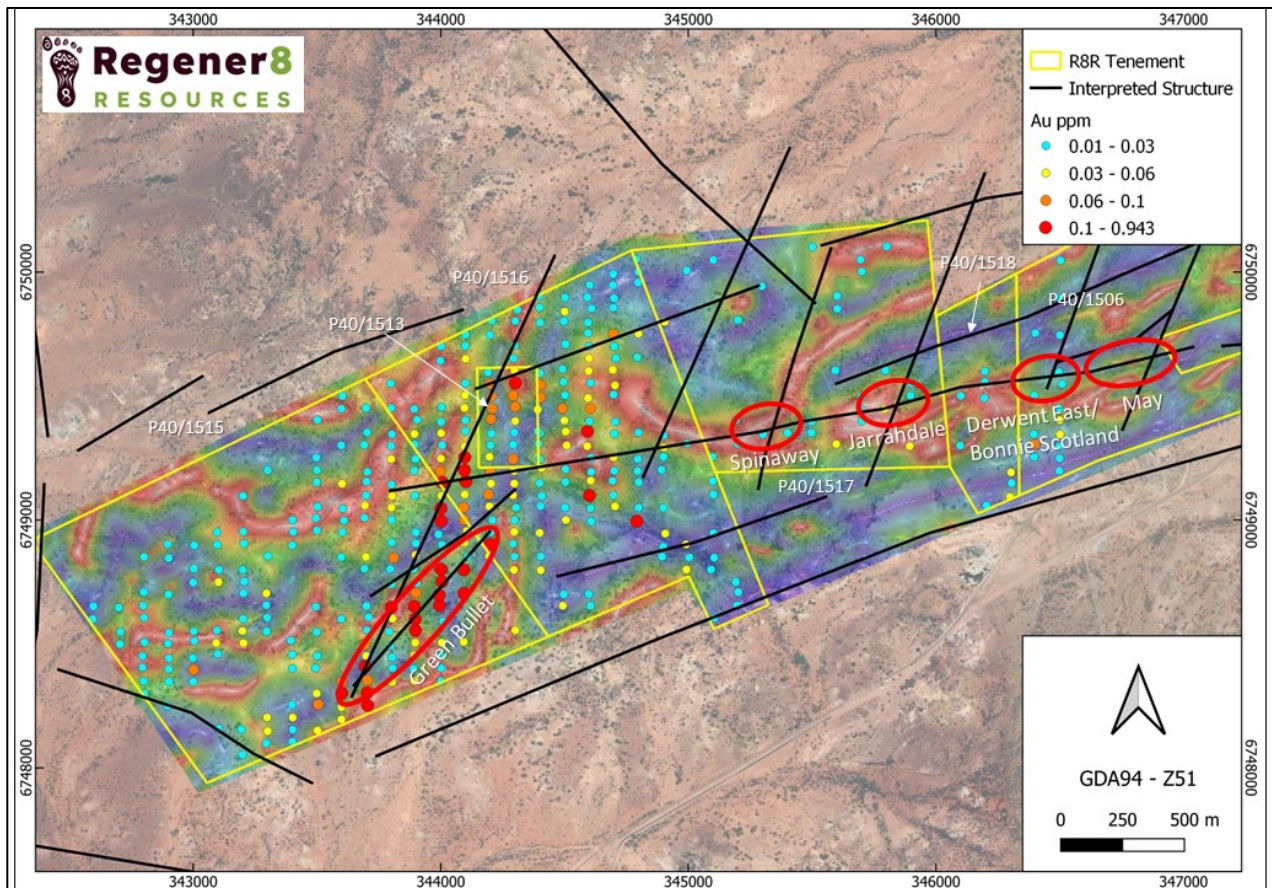 343000 344000 345000 346000 347000
Regener8
RESOURCES
8
R8R Tenement
Interpreted Structure
Au ppm
0.01 - 0.03
0.03 - 0.06
0.06 - 0.1
0.1 - 0.943
6750000
6750000
P40/1516
P40/1518
P40/1506
P40/1513
P40/1515
Spinaway
Jarrahdale
Derwent East/
Bonnie Scotland
May
P40/1517
6749000
6749000
Green Bullet
6748000
6748000
GDA94 - Z51
0 250 500 m
343000 344000 345000 346000 347000